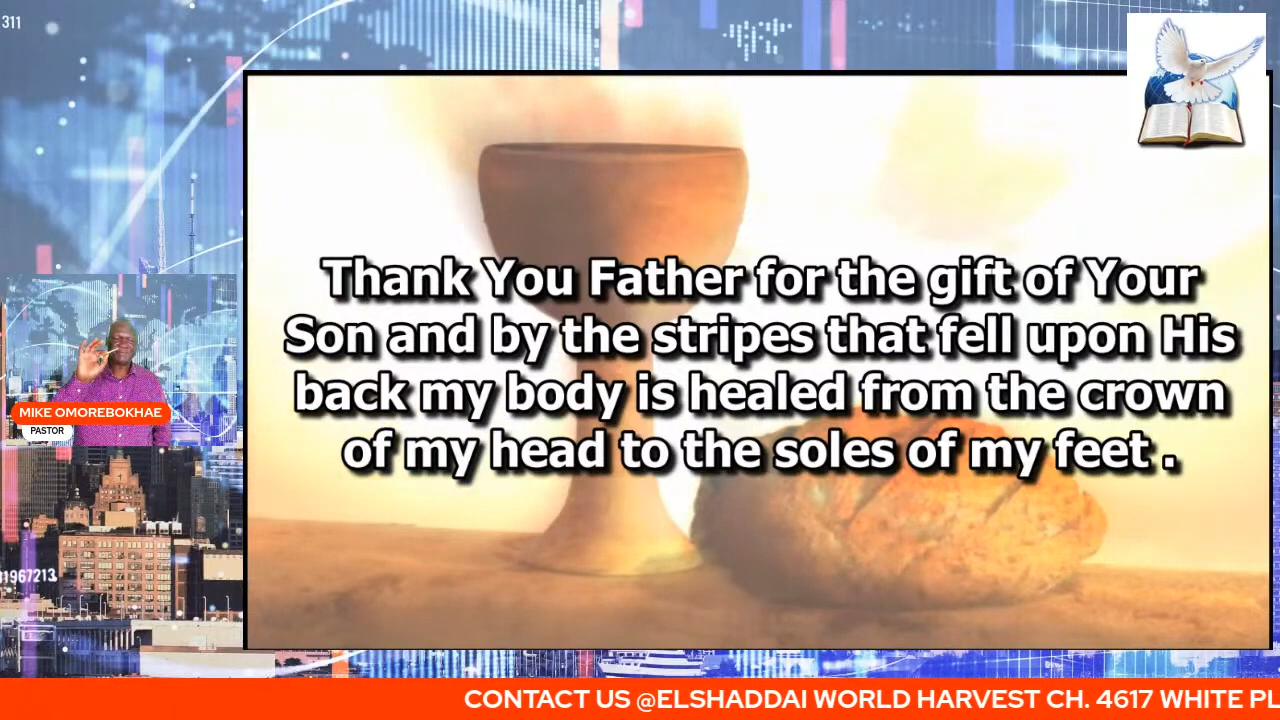 311
Thank You Father for the gift of Your
Son and by the stripes that fell upon His
back my body is healed from the crown
of my head to the soles of my feet .
MIKE OMOREBOKHAE
PASTOR
31967213
CONTACT US @ELSHADDAI WORLD HARVEST CH. 4617 WHITE PL